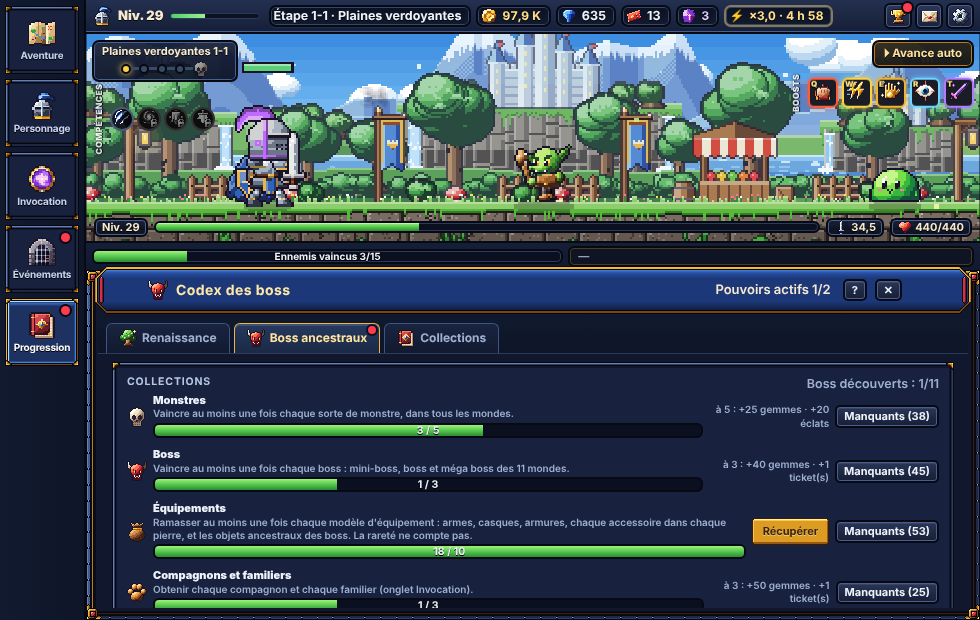 Aventure
Personnage
Invocation
Événements
Progression
Niv. 29
Étape 1-1 · Plaines verdoyantes
97,9 K
635
13
3
×3,0 · 4 h 58
Plaines verdoyantes 1-1
Avance auto
COMPÉTENCES
BOOSTS
Q
W
E
R
T
Niv. 29
34,5
440/440
Ennemis vaincus 3/15
—
Codex des boss
Pouvoirs actifs 1/2
?
×
Renaissance
Boss ancestraux
Collections
COLLECTIONS
Boss découverts : 1/11
Monstres
Vaincre au moins une fois chaque sorte de monstre, dans tous les mondes.
3 / 5
à 5 : +25 gemmes · +20
éclats
Manquants (38)
Boss
Vaincre au moins une fois chaque boss : mini-boss, boss et méga boss des 11 mondes.
1 / 3
à 3 : +40 gemmes · +1
ticket(s)
Manquants (45)
Équipements
Ramasser au moins une fois chaque modèle d'équipement : armes, casques, armures, chaque accessoire dans chaque
pierre, et les objets ancestraux des boss. La rareté ne compte pas.
18 / 10
Récupérer
Manquants (53)
Compagnons et familiers
Obtenir chaque compagnon et chaque familier (onglet Invocation).
1 / 3
à 3 : +50 gemmes · +1
ticket(s)
Manquants (25)